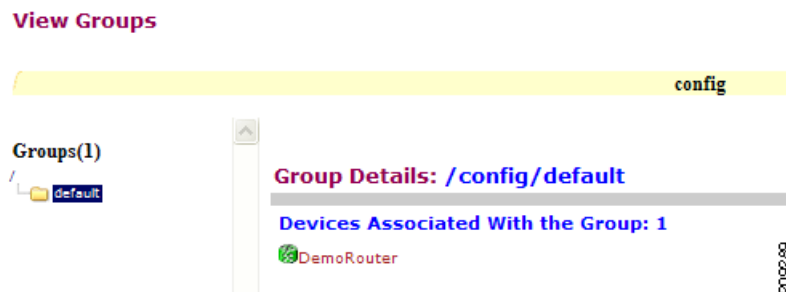 View Groups
config
Groups(1)
/
default
Group Details: /config/default
Devices Associated With the Group: 1
DemoRouter